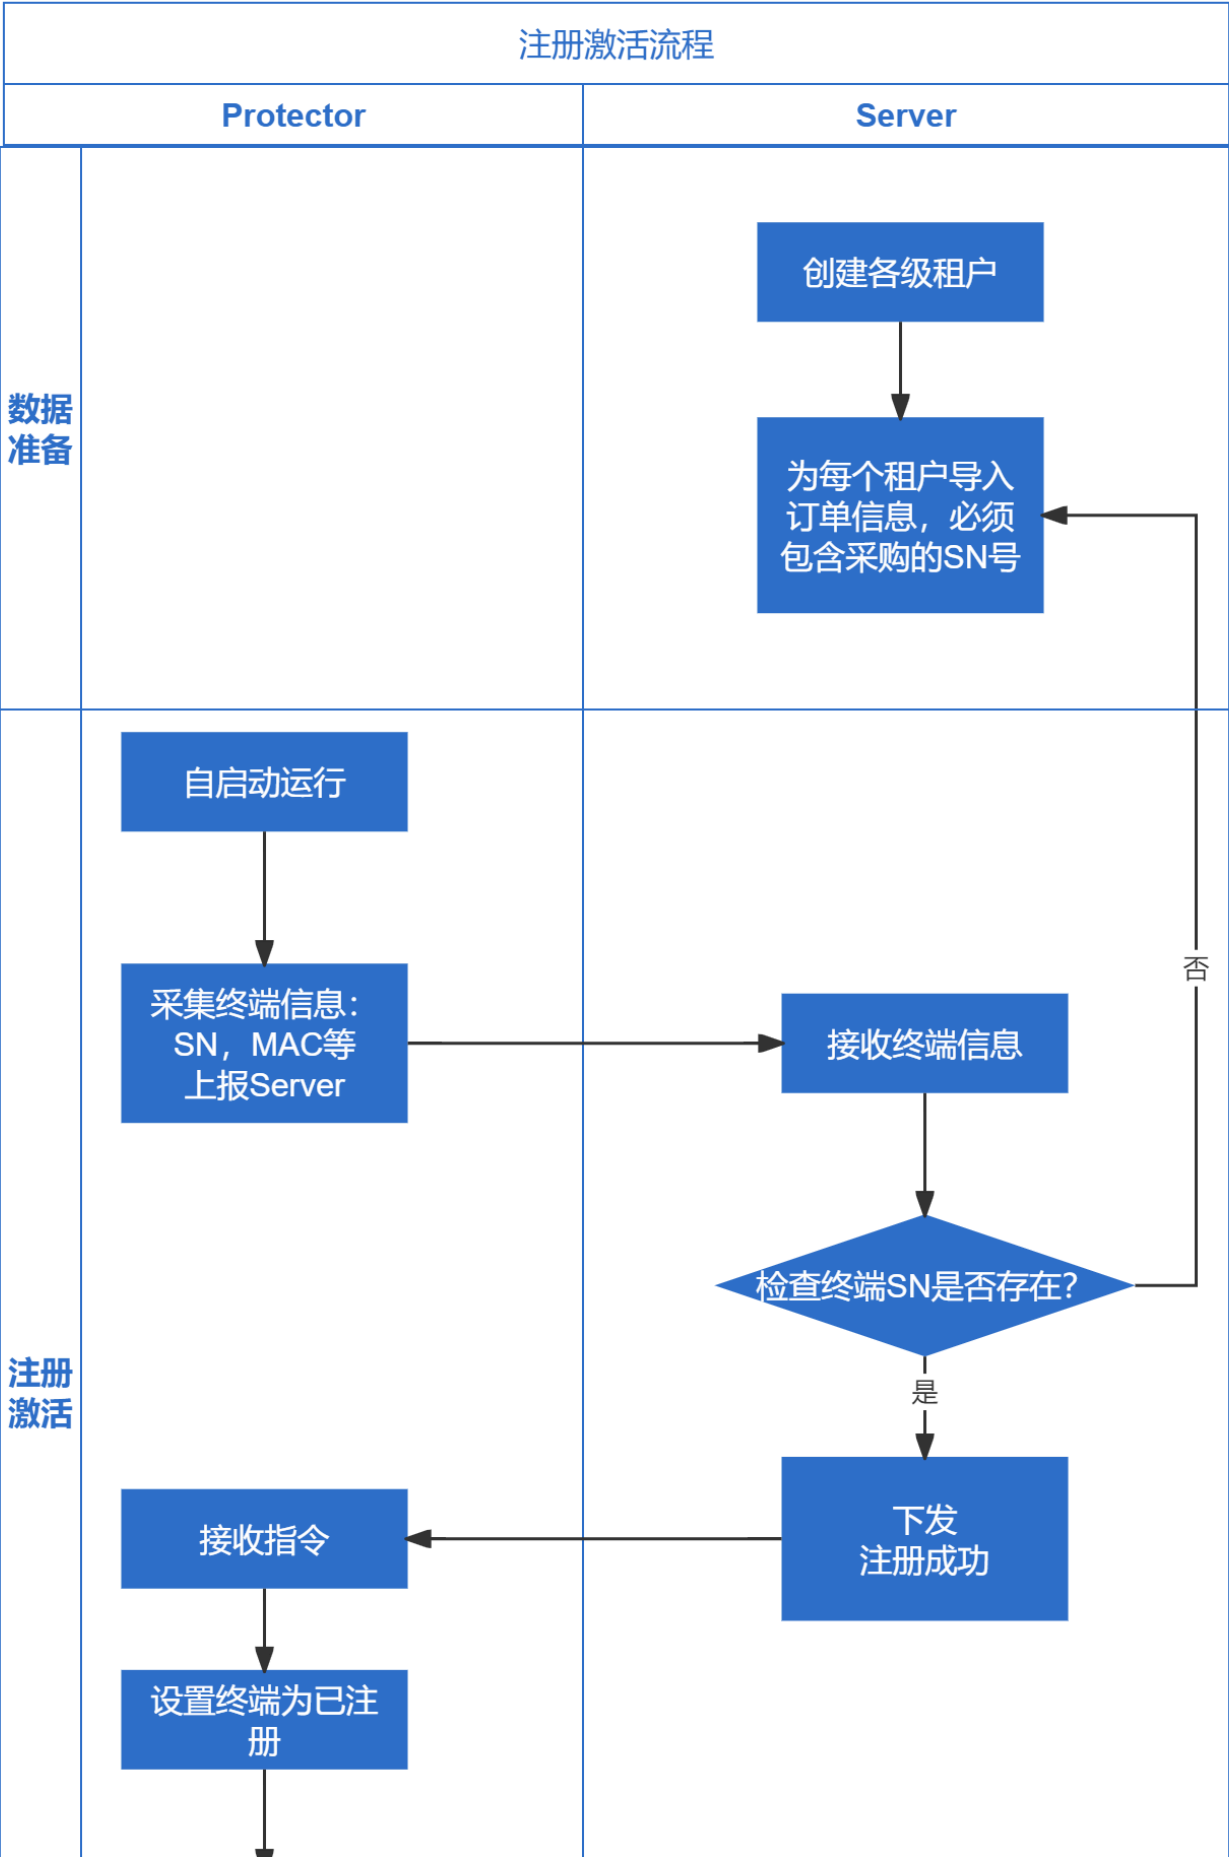 注册激活流程
Protector
Server
数据
准备
创建各级租户
为每个租户导入
订单信息，必须
包含采购的SN号
注册
激活
自启动运行
采集终端信息：
SN，MAC等
上报Server
接收终端信息
否
检查终端SN是否存在？
是
下发
注册成功
接收指令
设置终端为已注
册